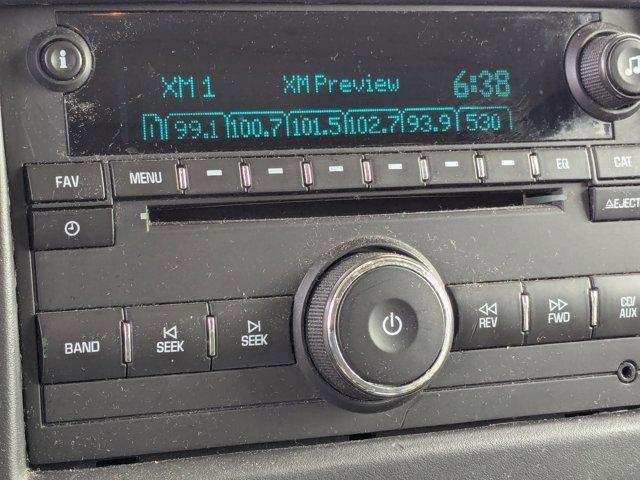 i
XM 1 XM Preview 6:38
99.1 100.7 101.5 102.7 93.9 530
FAV MENU EQ CAT
EJECT
BAND SEEK SEEK REV FWD CD/
AUX